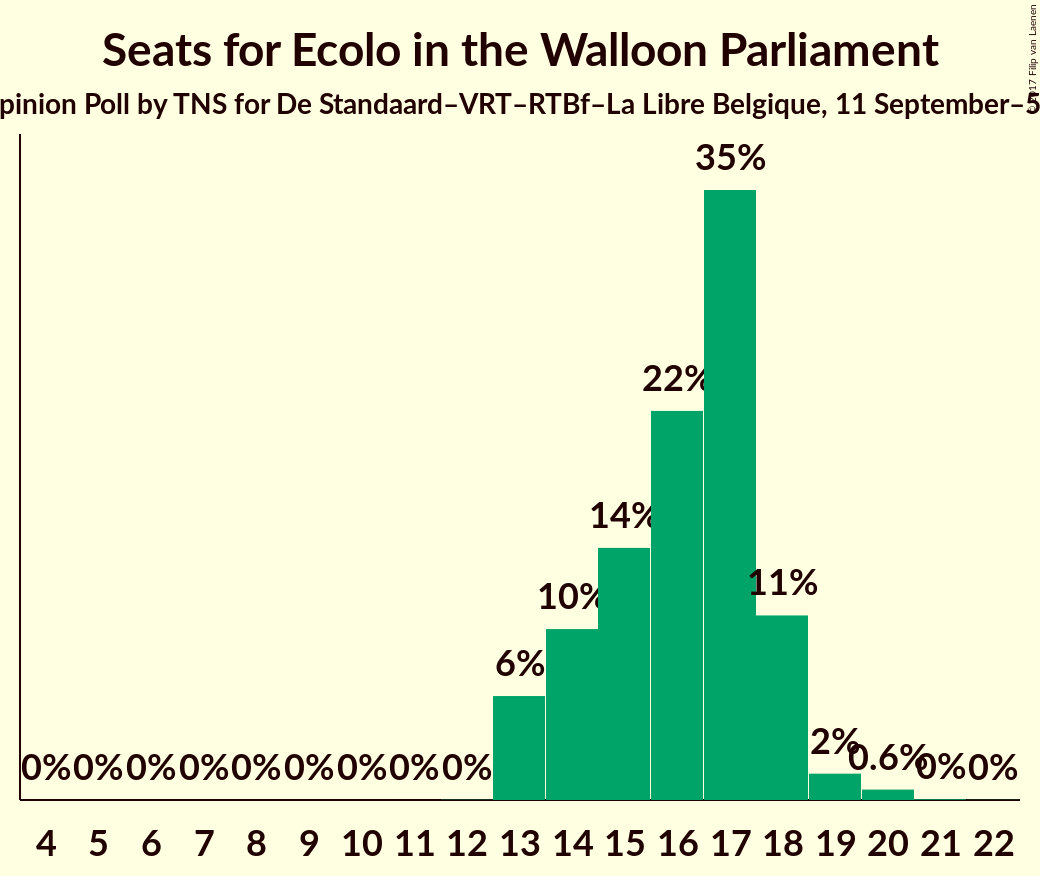 Seats for Ecolo in the Walloon Parliament
pinion Poll by TNS for De Standaard–VRT–RTBf–La Libre Belgique, 11 September–5
© 2017 Filip van Laenen
35%
22%
14%
11%
10%
6%
2%
0.6%
0% 0% 0% 0% 0% 0% 0% 0% 0% 0% 0%
4 5 6 7 8 9 10 11 12 13 14 15 16 17 18 19 20 21 22